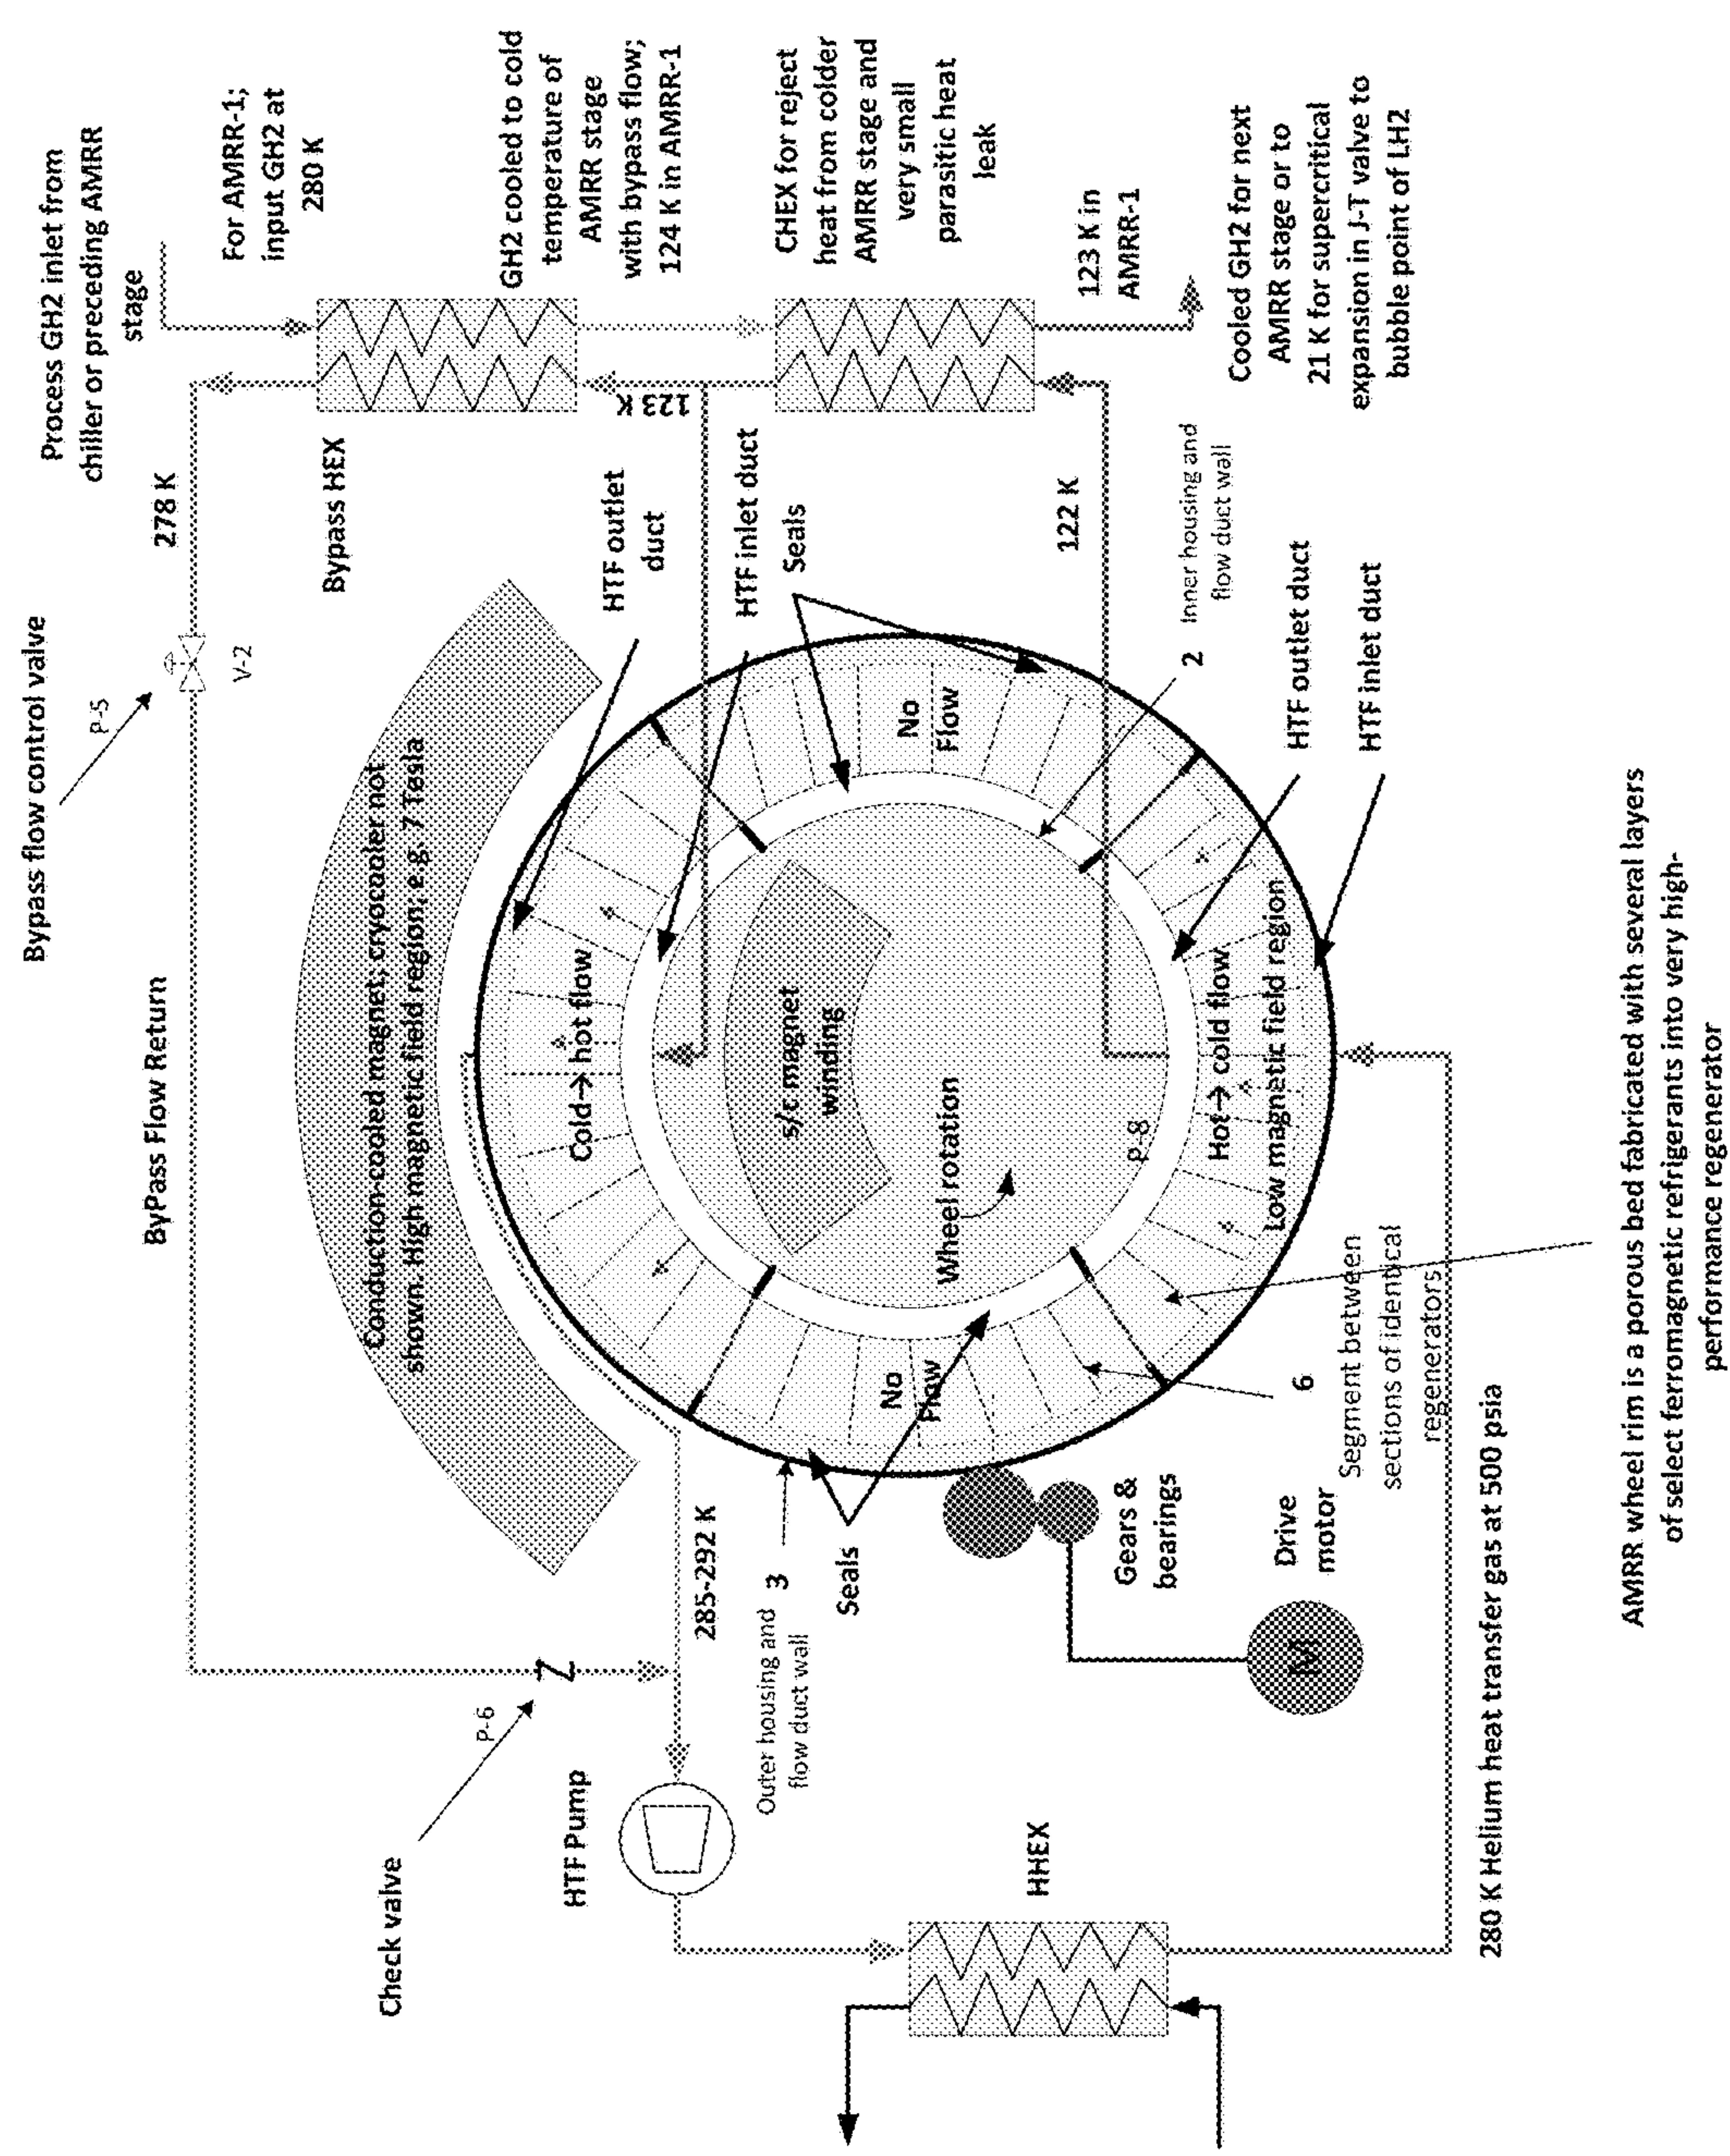 Bypass flow control valve
P-5
V-2
278 K
ByPass Flow Return
Process GH2 inlet from
chiller or preceding AMRR
stage
For AMRR-1;
input GH2 at
280 K
Bypass HEX
GH2 cooled to cold
temperature of
AMRR stage
with bypass flow;
124 K in AMRR-1
123 K
CHEX for reject
heat from colder
AMRR stage and
very small
parasitic heat
leak
123 K in
AMRR-1
Cooled GH2 for next
AMRR stage or to
21 K for supercritical
expansion in J-T valve to
bubble point of LH2
122 K
HTF outlet
duct
HTF inlet duct
Seals
2
Inner housing and
flow duct wall
HTF outlet duct
HTF inlet duct
Conduction-cooled magnet; cryocooler not
shown. High magnetic field region; e.g. 7 Tesla
Cold→ hot flow
s/c magnet
winding
No
Flow
Wheel rotation
P-8
Hot→ cold flow
Low magnetic field region
No
Flow
Check valve
P-6
HTF Pump
285-292 K
Outer housing and
flow duct wall
3
Seals
Gears &
bearings
Drive
motor
M
6
Segment between
sections of identical
regenerators
HHEX
280 K Helium heat transfer gas at 500 psia
AMRR wheel rim is a porous bed fabricated with several layers
of select ferromagnetic refrigrants into very high-
performance regenerator